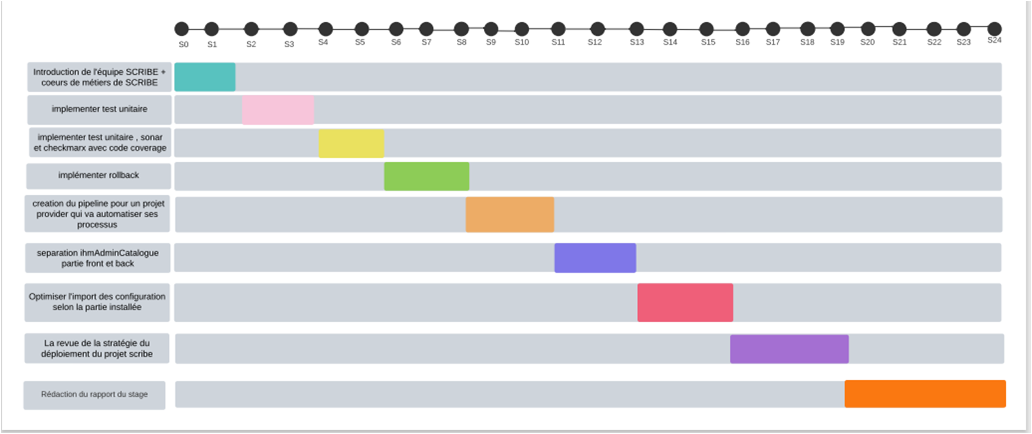 S0 S1 S2 S3 S4 S5 S6 S7 S8 S9 S10 S11 S12 S13 S14 S15 S16 S17 S18 S19 S20 S21 S22 S23 S24
Introduction de l'équipe SCRIBE +
coeurs de métiers de SCRIBE
implementer test unitaire
implementer test unitaire , sonar
et checkmarx avec code coverage
implémenter rollback
creation du pipeline pour un projet
provider qui va automatiser ses
processus
separation ihmAdminCatalogue
partie front et back
Optimiser l'import des configuration
selon la partie installée
La revue de la stratégie du
déploiement du projet scribe
Rédaction du rapport du stage